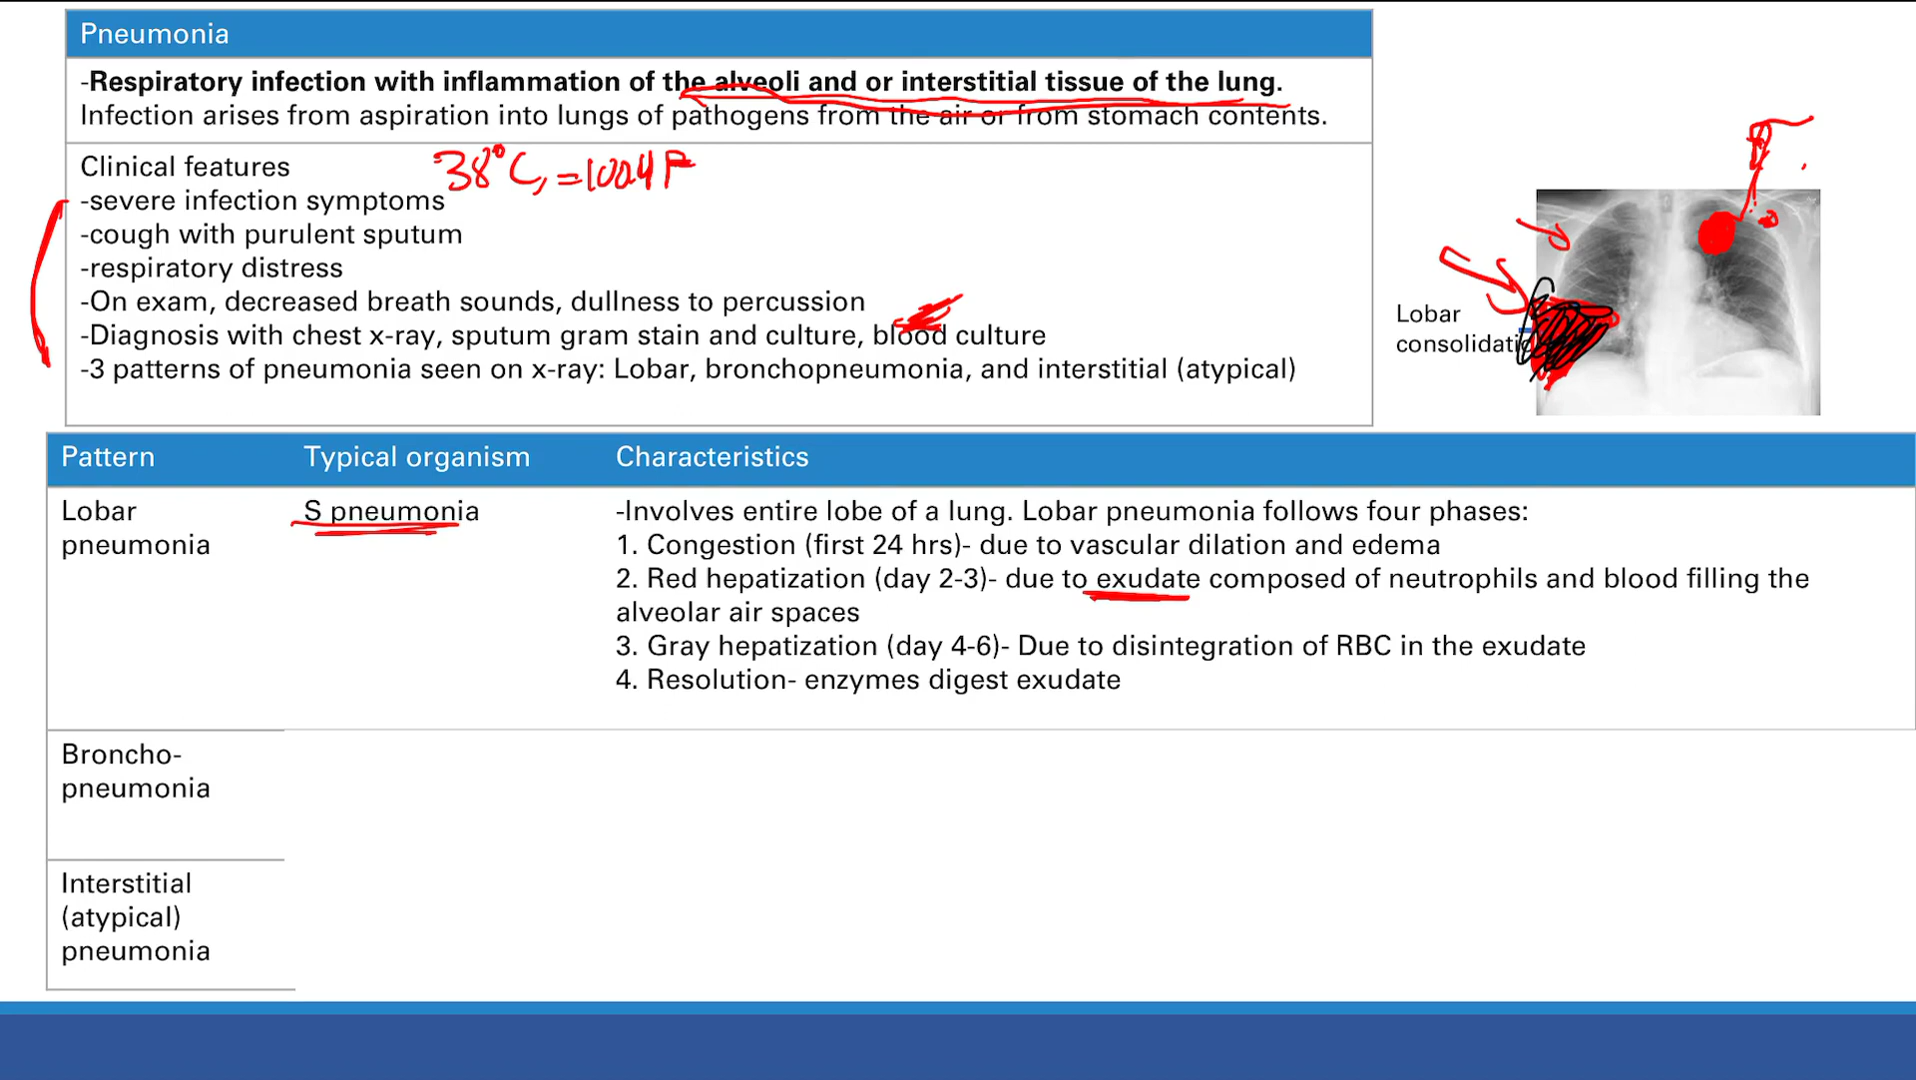 Pneumonia
-Respiratory infection with inflammation of the alveoli and or interstitial tissue of the lung.
Infection arises from aspiration into lungs of pathogens from the air or from stomach contents.
Clinical features
38°C, =100.4 F
-severe infection symptoms
-cough with purulent sputum
-respiratory distress
-On exam, decreased breath sounds, dullness to percussion
-Diagnosis with chest x-ray, sputum gram stain and culture, blood culture
-3 patterns of pneumonia seen on x-ray: Lobar, bronchopneumonia, and interstitial (atypical)
Lobar
consolidatio
Pattern Typical organism Characteristics
Lobar
pneumonia
S pneumonia
-Involves entire lobe of a lung. Lobar pneumonia follows four phases:
1. Congestion (first 24 hrs)- due to vascular dilation and edema
2. Red hepatization (day 2-3)- due to exudate composed of neutrophils and blood filling the
alveolar air spaces
3. Gray hepatization (day 4-6)- Due to disintegration of RBC in the exudate
4. Resolution- enzymes digest exudate
Broncho-
pneumonia
Interstitial
(atypical)
pneumonia